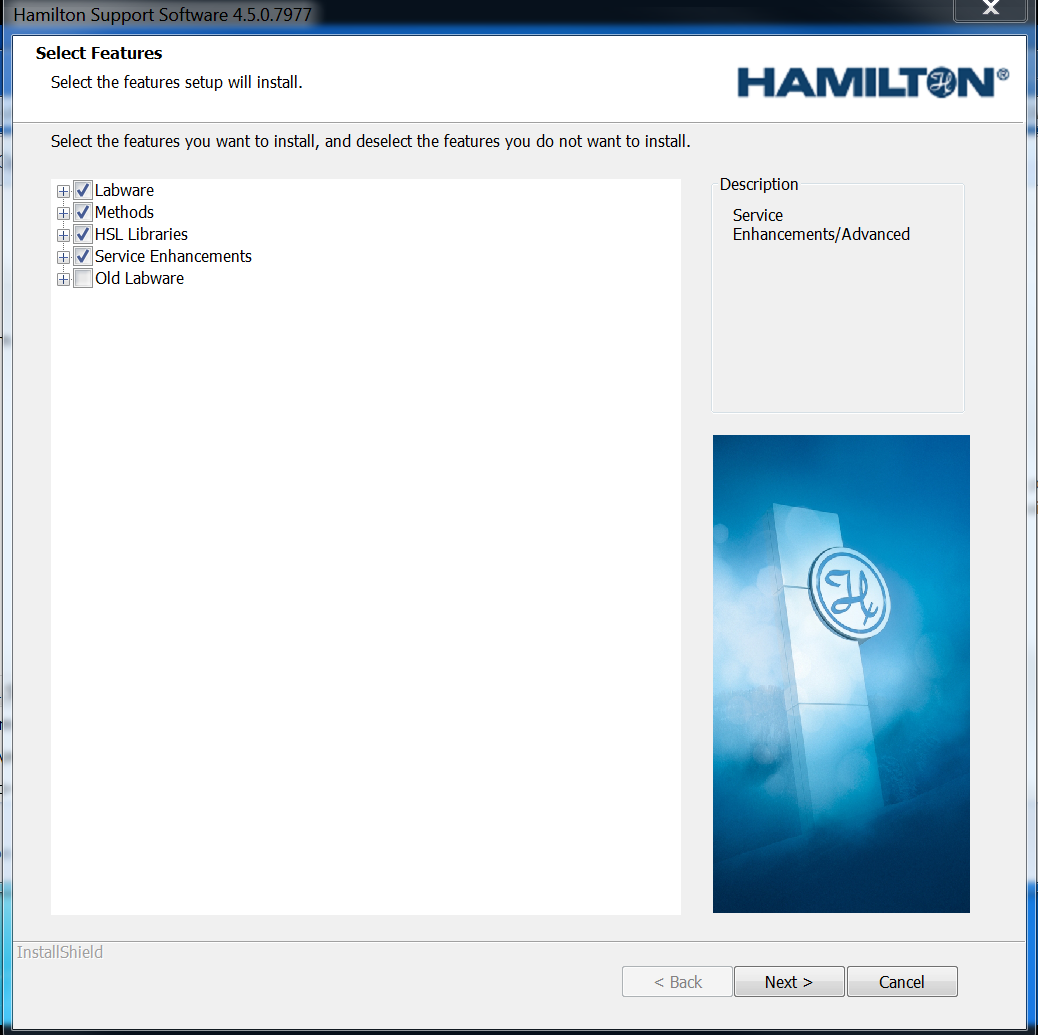 Hamilton Support Software 4.5.0.7977
Select Features
Select the features setup will install.
HAMILTON®
Select the features you want to install, and deselect the features you do not want to install.
Labware
Methods
HSL Libraries
Service Enhancements
Old Labware
Description
Service
Enhancements/Advanced
H
InstallShield
< Back
Next >
Cancel